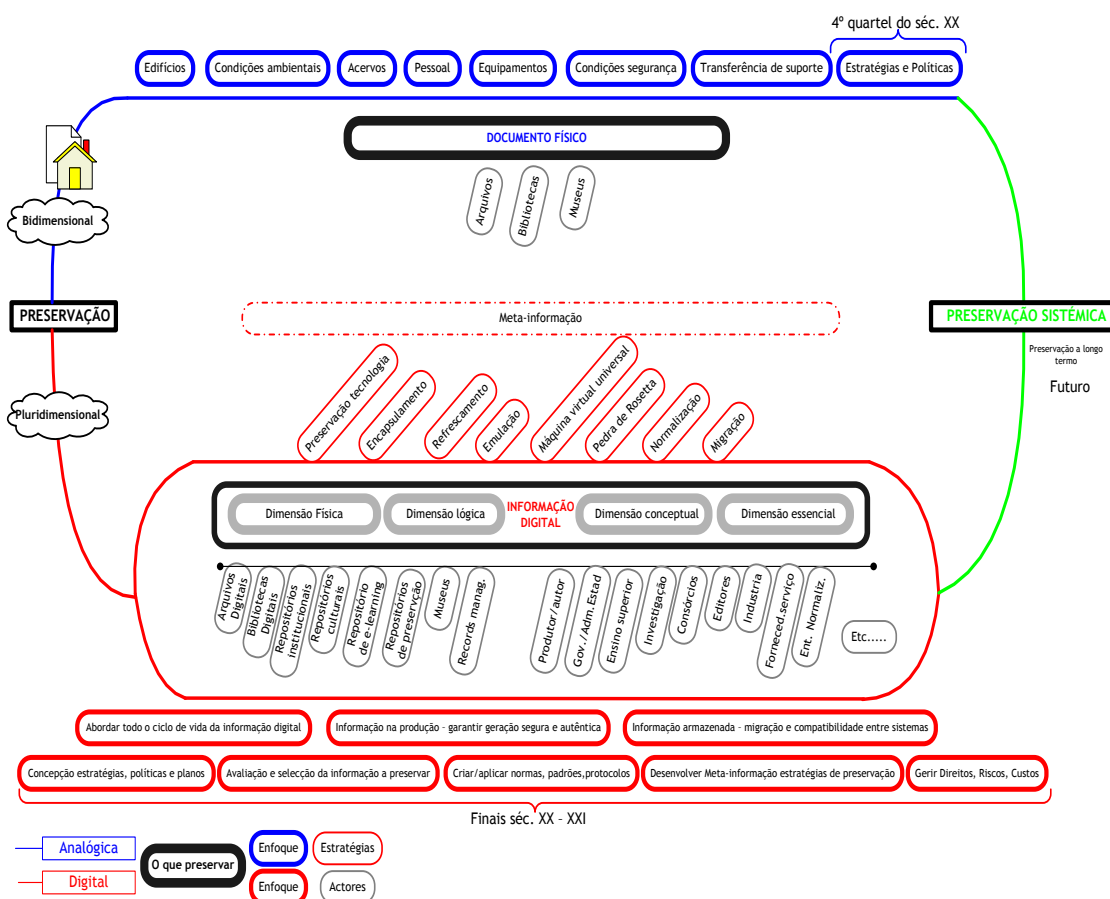 4º quartel do séc. XX
Edifícios
Condições ambientais
Acervos
Pessoal
Equipamentos
Condições segurança
Transferência de suporte
Estratégias e Políticas
DOCUMENTO FÍSICO
Arquivos
Bibliotecas
Museus
Bidimensional
PRESERVAÇÃO
Pluridimensional
Meta-informação
PRESERVAÇÃO SISTÉMICA
Preservação a longo
termo
Futuro
Preservação tecnologia
Encapsulamento
Refrescamento
Emulação
Máquina virtual universal
Pedra de Rosetta
Normalização
Migração
Dimensão Física
Dimensão lógica
INFORMAÇÃO
DIGITAL
Dimensão conceptual
Dimensão essencial
Arquivos
Digitais
Bibliotecas
Digitais
Repositórios
institucionais
Repositórios
culturais
Repositório
de e-learning
Repositórios
de preservção
Museus
Records manag.
Produtor/autor
Gov./Adm.Estad
Ensino superior
Investigação
Consórcios
Editores
Industria
Forneced.serviço
Ent. Normaliz.
Etc.....
Abordar todo o ciclo de vida da informação digital
Informação na produção – garantir geração segura e autêntica
Informação armazenada – migração e compatibilidade entre sistemas
Concepção estratégias, políticas e planos
Avaliação e selecção da informação a preservar
Criar/aplicar normas, padrões,protocolos
Desenvolver Meta-informação estratégias de preservação
Gerir Direitos, Riscos, Custos
Finais séc. XX – XXI
Analógica
Digital
O que preservar
Enfoque
Estratégias
Enfoque
Actores